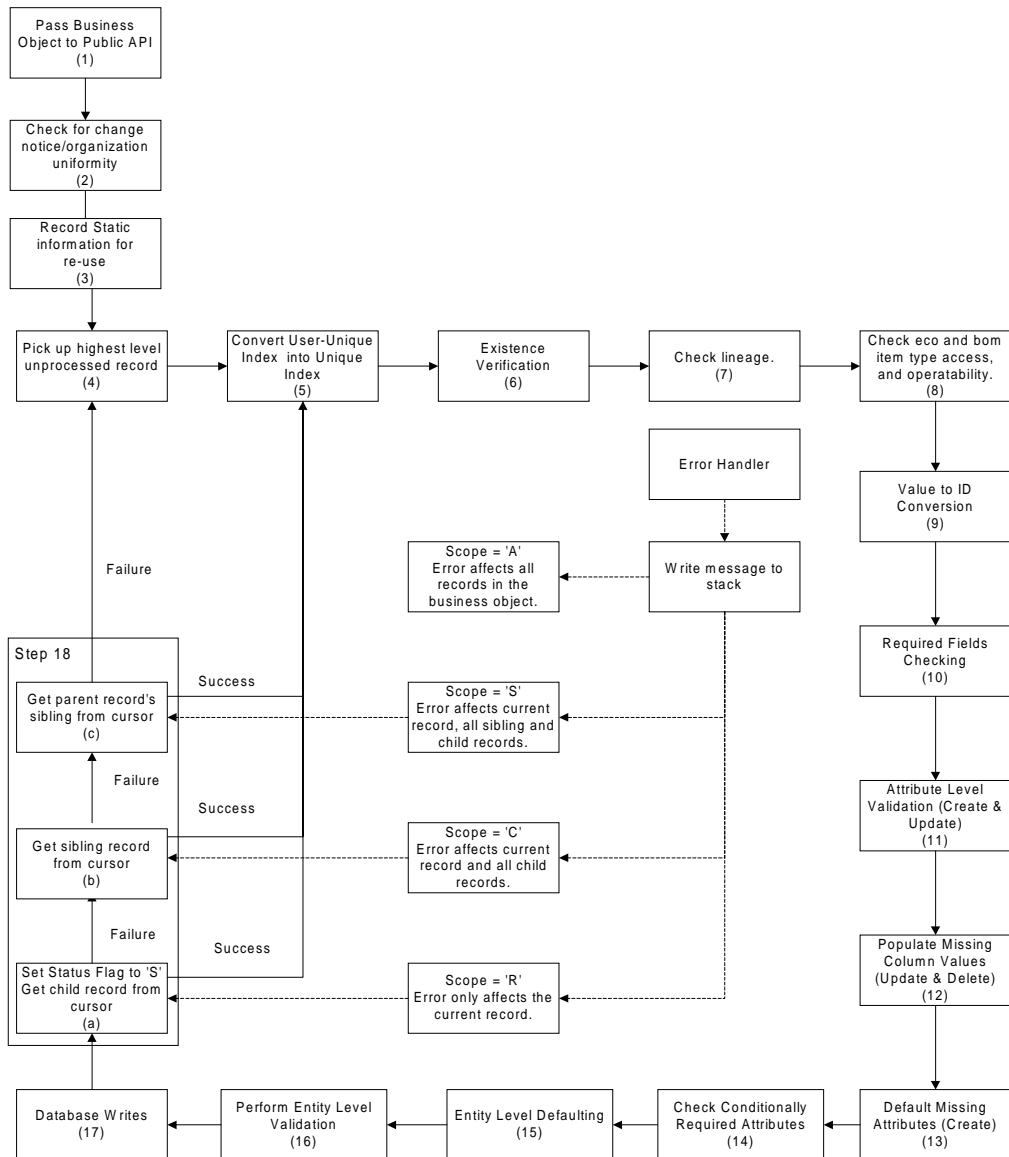 Pass Business
Object to Public API
(1)
Check for change
notice/organization
uniformity
(2)
Record Static
information for
re-use
(3)
Pick up highest level
unprocessed record
(4)
Convert User-Unique
Index into Unique
Index
(5)
Existence
Verification
(6)
Check lineage.
(7)
Check eco and bom
item type access,
and operatability.
(8)
Error Handler
Value to ID
Conversion
(9)
Failure
Scope = 'A'
Error affects all
records in the
business object.
Write message to
stack
Required Fields
Checking
(10)
Step 18
Get parent record's
sibling from cursor
(c)
Success
Scope = 'S'
Error affects current
record, all sibling and
child records.
Failure
Attribute Level
Validation (Create &
Update)
(11)
Get sibling record
from cursor
(b)
Success
Scope = 'C'
Error affects current
record and all child
records.
Failure
Success
Populate Missing
Column Values
(Update & Delete)
(12)
Set Status Flag to 'S'
Get child record from
cursor
(a)
Scope = 'R'
Error only affects the
current record.
Database Writes
(17)
Perform Entity Level
Validation
(16)
Entity Level Defaulting
(15)
Check Conditionally
Required Attributes
(14)
Default Missing
Attributes (Create)
(13)